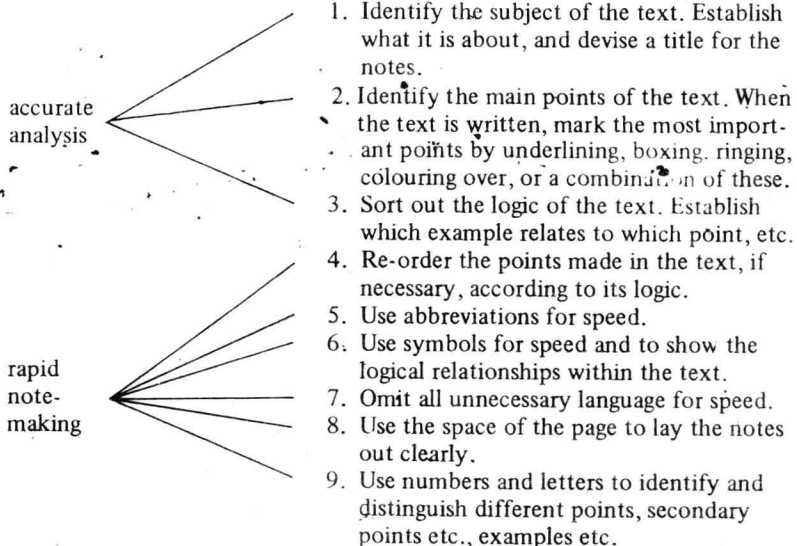 1. Identify the subject of the text. Establish
what it is about, and devise a title for the
notes.
accurate
analysis
2. Identify the main points of the text. When
the text is written, mark the most import-
ant points by underlining, boxing. ringing,
colouring over, or a combination of these.
3. Sort out the logic of the text. Establish
which example relates to which point, etc.
rapid
note-
making
4. Re-order the points made in the text, if
necessary, according to its logic.
5. Use abbreviations for speed.
6. Use symbols for speed and to show the
logical relationships within the text.
7. Omit all unnecessary language for speed.
8. Use the space of the page to lay the notes
out clearly.
9. Use numbers and letters to identify and
distinguish different points, secondary
points etc., examples etc.